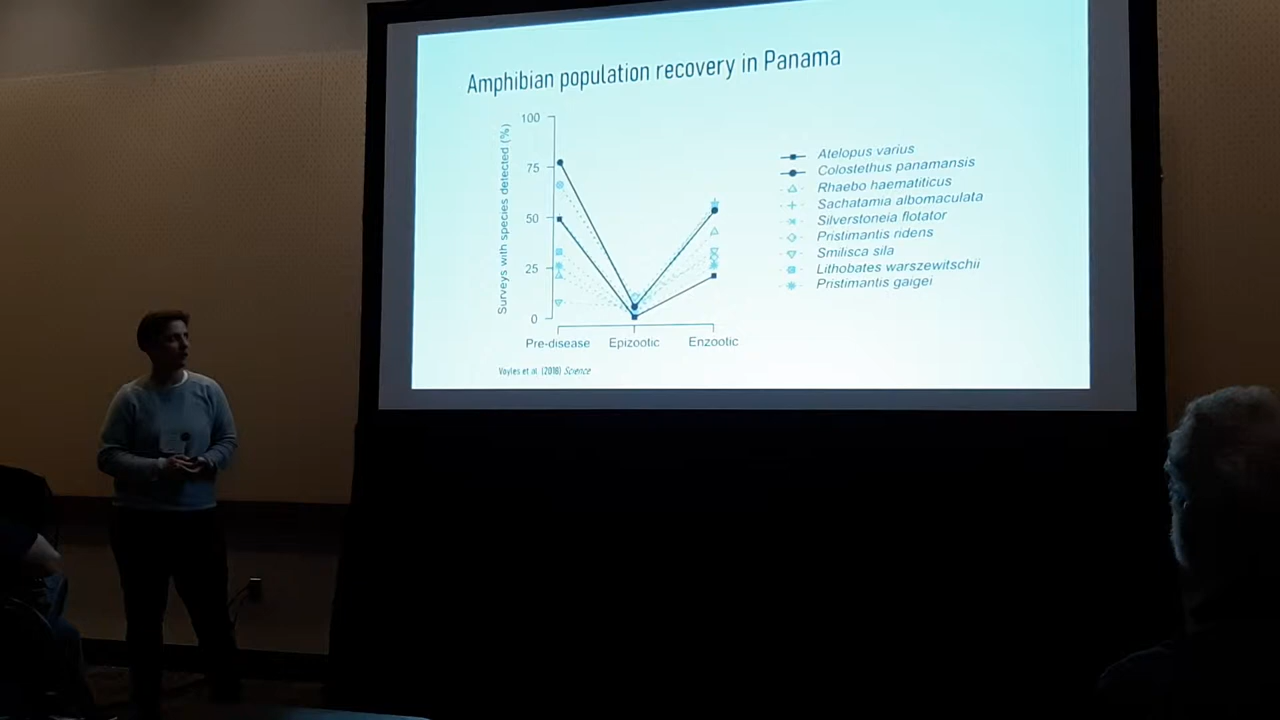 Amphibian population recovery in Panama
Surveys with species detected (%)
100
75
50
25
0
Pre-disease Epizootic Enzootic
Atelopus varius
Colostethus panamansis
Rhaebo haematiticus
Sachatamia albomaculata
Silverstoneia flotator
Pristimantis ridens
Smilisca sila
Lithobates warszewitschii
Pristimantis gaigei
Voyles et al. (2018) Science